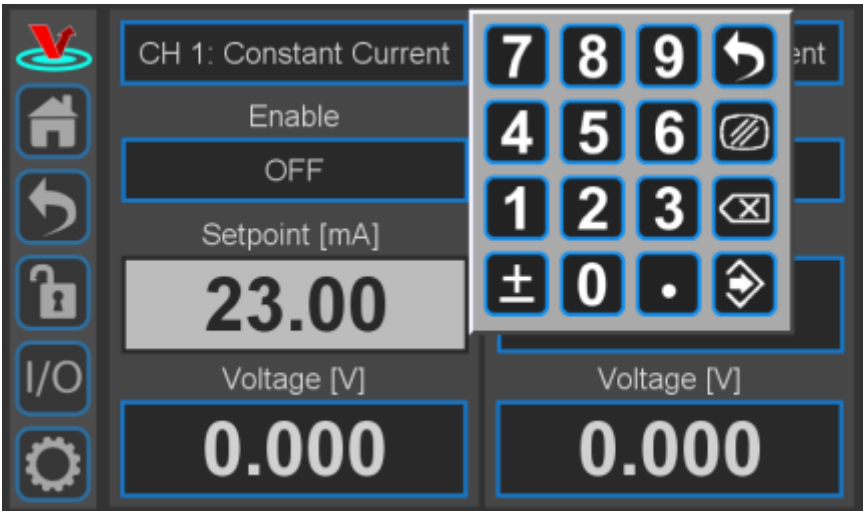 CH 1: Constant Current
Enable
OFF
Setpoint [mA]
23.00
Voltage [V]
0.000
7 8 9
4 5 6
1 2 3
± 0 .
Voltage [V]
0.000
I/O